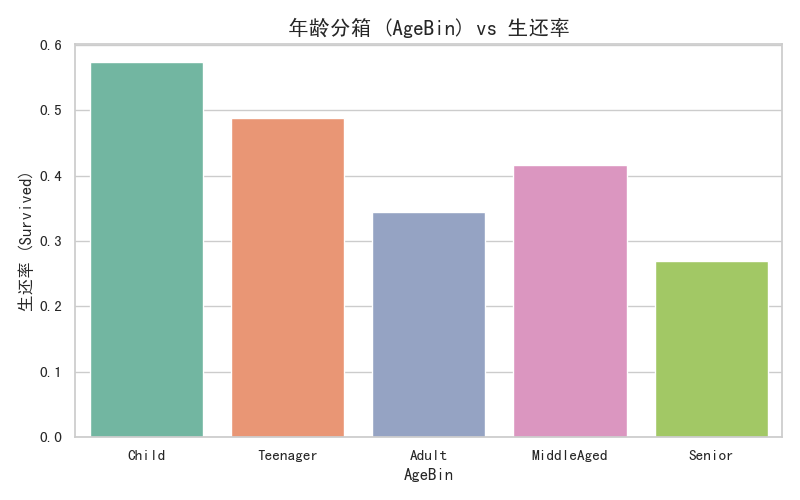 年龄分箱 (AgeBin) vs 生还率
生还率 (Survived)
0.6
0.5
0.4
0.3
0.2
0.1
0.0
Child Teenager Adult MiddleAged Senior
AgeBin